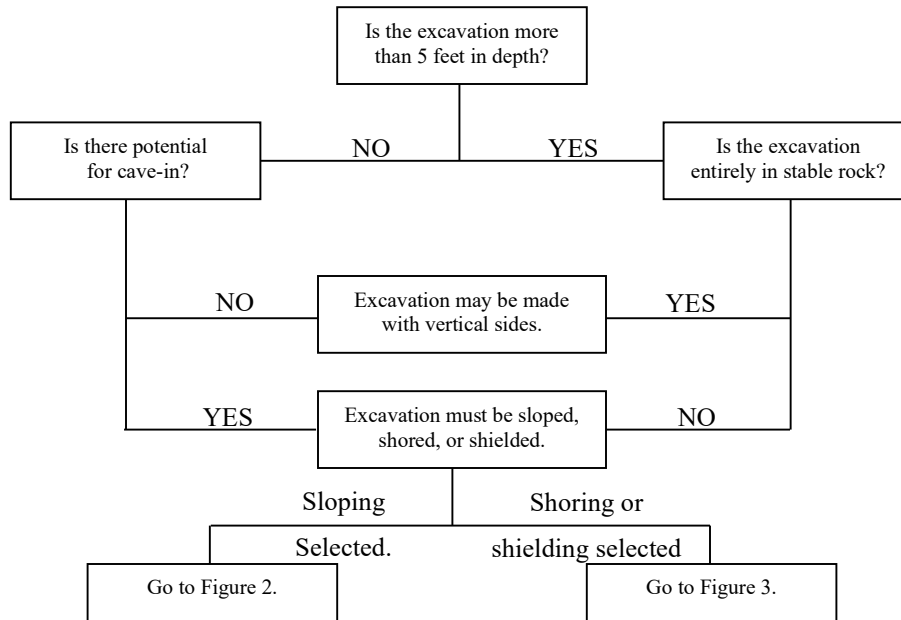 Is the excavation more
than 5 feet in depth?
Is there potential
for cave-in?
NO
YES
Is the excavation
entirely in stable rock?
NO
Excavation may be made
with vertical sides.
YES
YES
Excavation must be sloped,
shored, or shielded.
NO
Sloping
Selected.
Shoring or
shielding selected
Go to Figure 2.
Go to Figure 3.